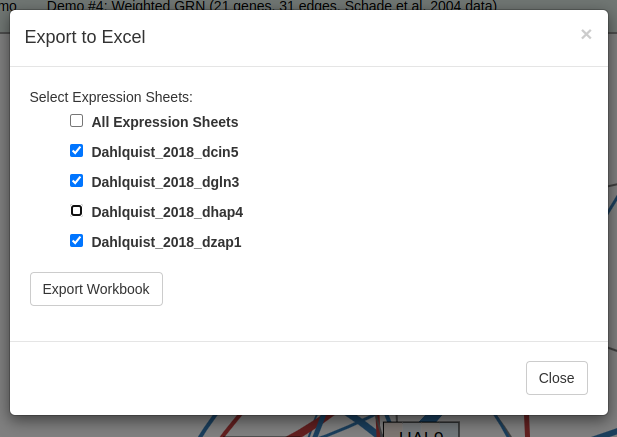 mo Demo #4: Weighted GRN (21 genes, 31 edges, Schade et al. 2004 data)
Export to Excel ×
Select Expression Sheets:
All Expression Sheets
Dahlquist_2018_dcin5
Dahlquist_2018_dgln3
Dahlquist_2018_dhap4
Dahlquist_2018_dzap1
Export Workbook
Close